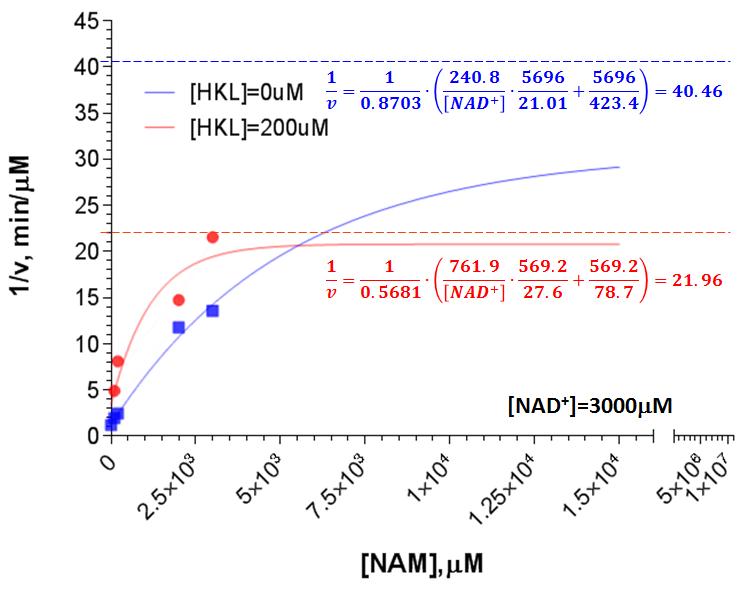 45
40
35
30
25
20
15
10
5
0
1/v, min/µM
[HKL]=0uM
[HKL]=200uM
1/v = 1/0.8703 · (240.8/[NAD⁺] · 5696/21.01 + 5696/423.4) = 40.46
1/v = 1/0.5681 · (761.9/[NAD⁺] · 569.2/27.6 + 569.2/78.7) = 21.96
[NAD⁺]=3000µM
0
2.5×10³
5×10³
7.5×10³
1×10⁴
1.25×10⁴
1.5×10⁴
5×10⁶
1×10⁷
[NAM],µM